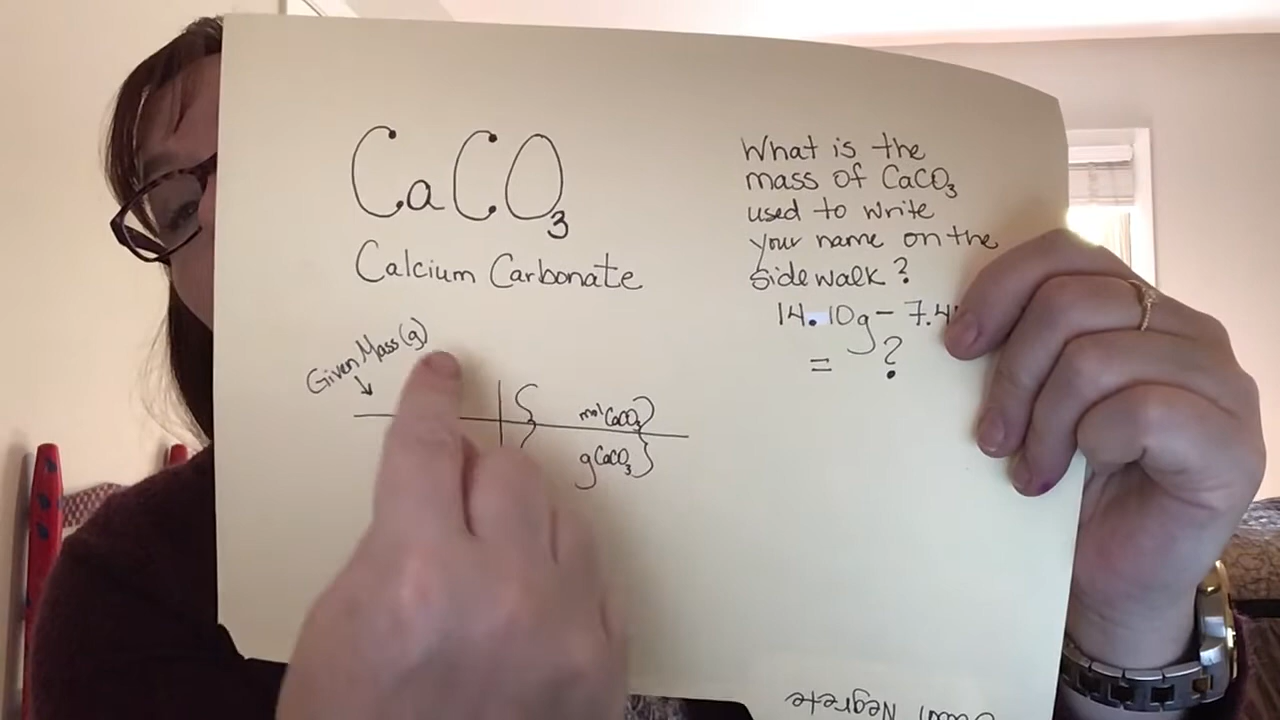 CaCO₃
Calcium Carbonate
Given Mass (g)
mol CaCO₃
g CaCO₃
What is the
mass of CaCO₃
used to write
your name on the
sidewalk?
14.10g - 7.4
= ?
Negrete